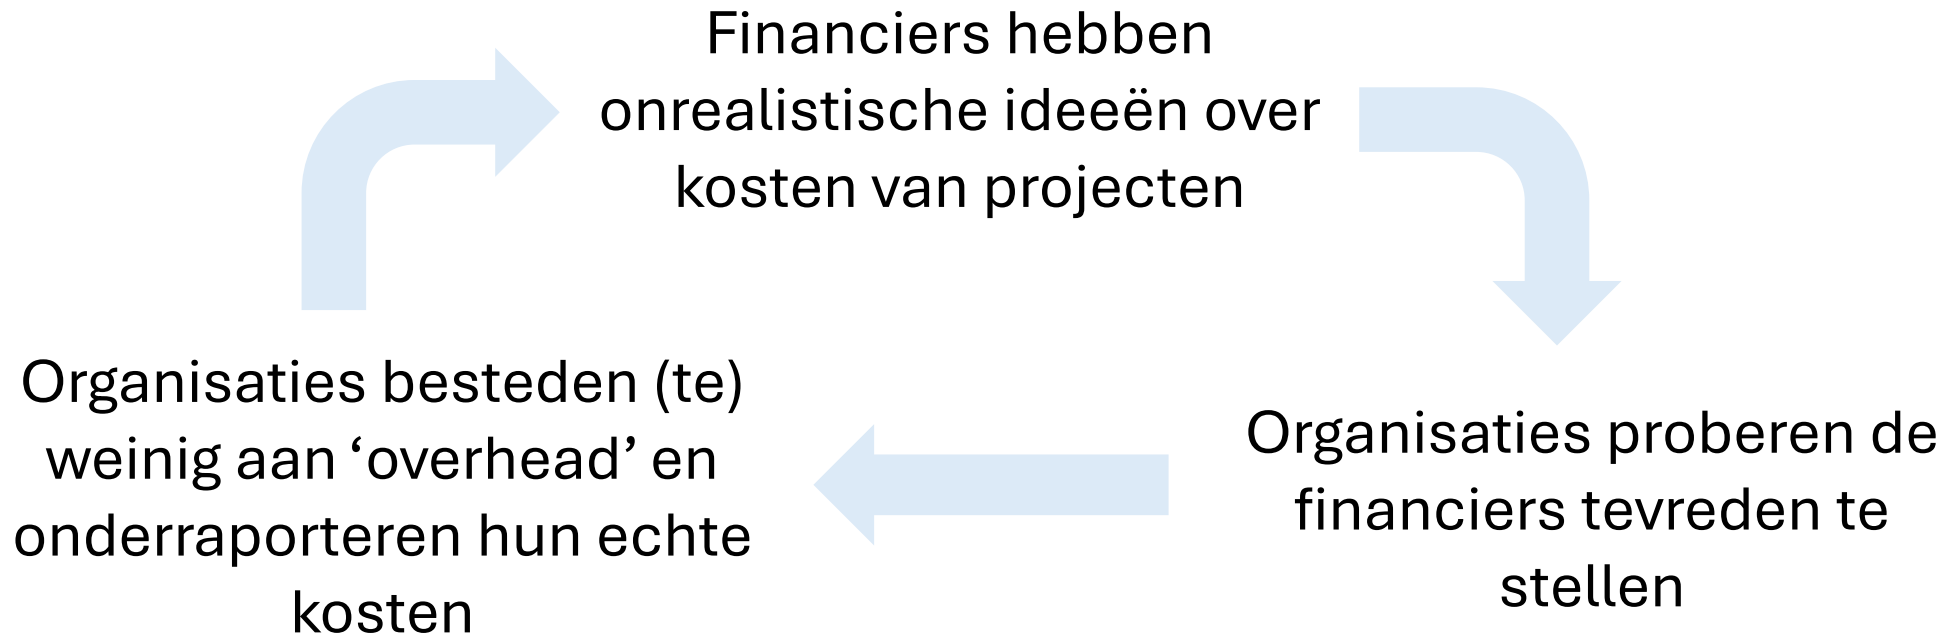 Financiers hebben
onrealistische ideeën over
kosten van projecten
Organisaties proberen de
financiers tevreden te
stellen
Organisaties besteden (te)
weinig aan ‘overhead’ en
onderraporteren hun echte
kosten